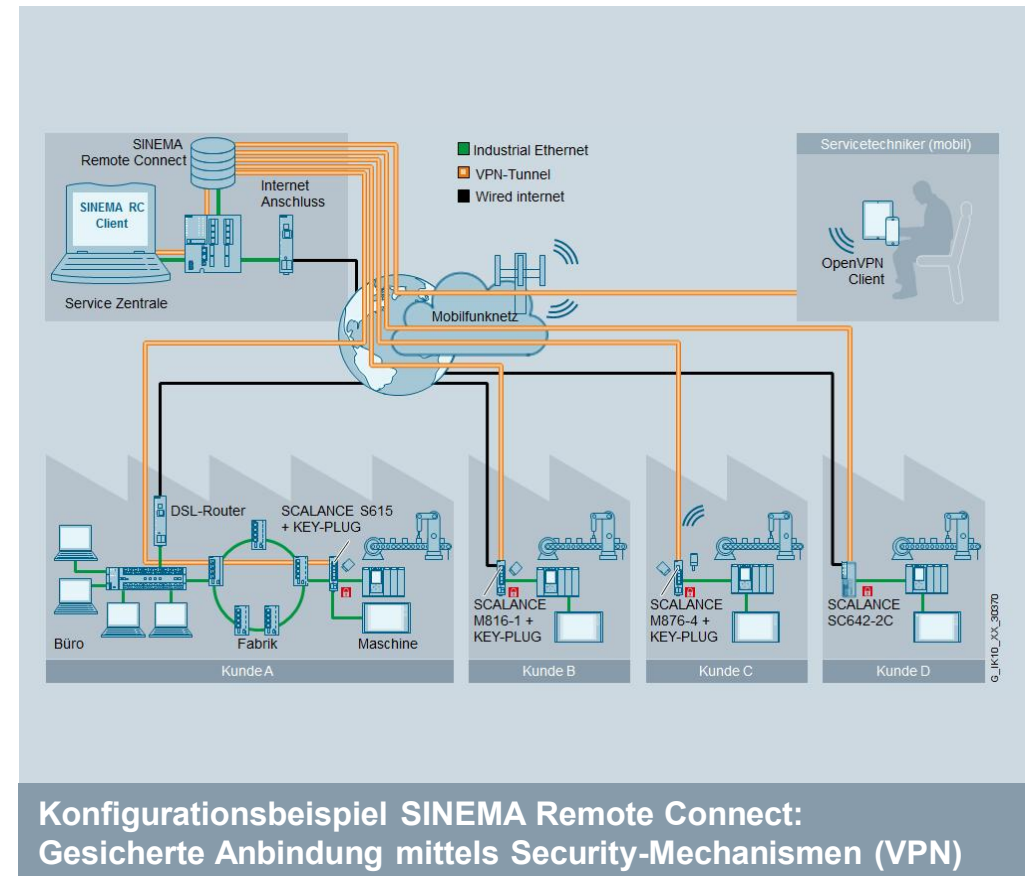 SINEMA
Remote Connect
Internet
Anschluss
SINEMA RC
Client
Service Zentrale
Industrial Ethernet
VPN-Tunnel
Wired internet
Servicetechniker (mobil)
OpenVPN
Client
Mobilfunknetz
DSL-Router
SCALANCE S615
+ KEY-PLUG
Büro
Fabrik
Maschine
Kunde A
SCALANCE
M816-1 +
KEY-PLUG
Kunde B
SCALANCE
M876-4 +
KEY-PLUG
Kunde C
SCALANCE
SC642-2C
Kunde D
G_IK10_XX_30370
Konfigurationsbeispiel SINEMA Remote Connect:
Gesicherte Anbindung mittels Security-Mechanismen (VPN)